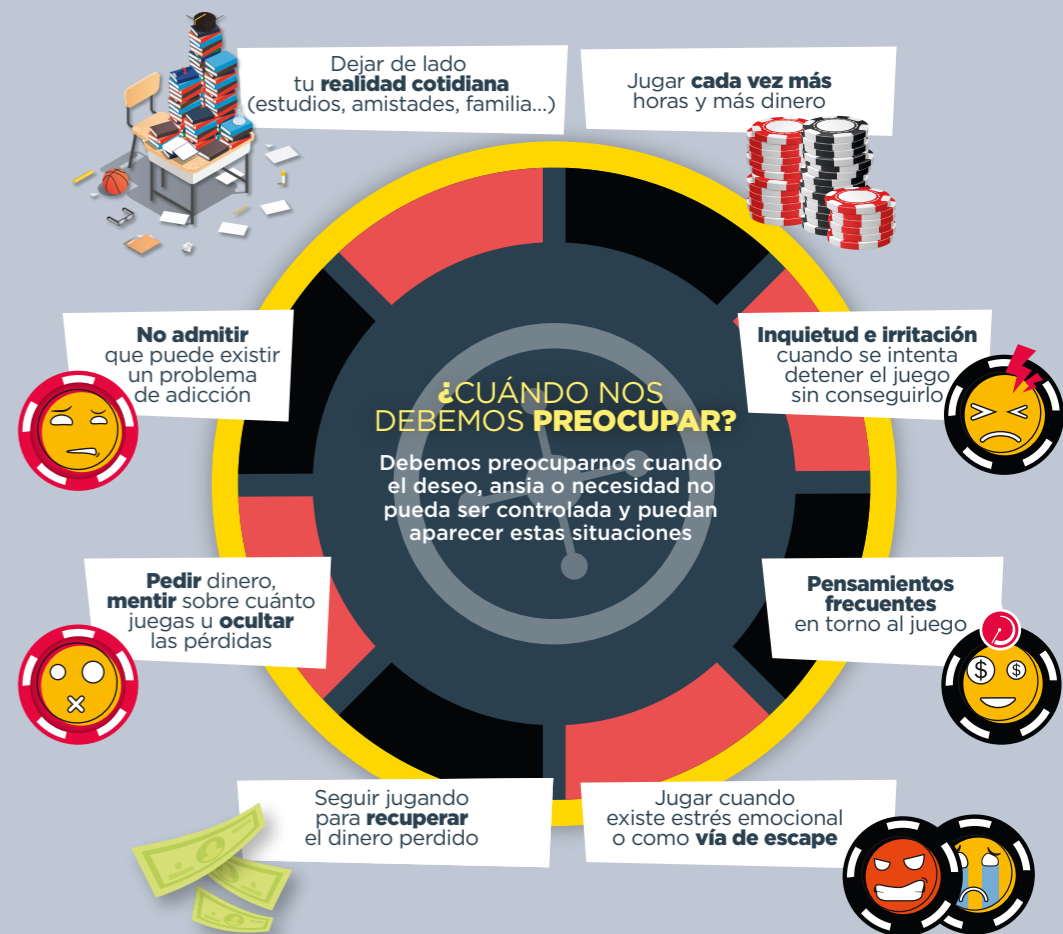 Dejar de lado
tu realidad cotidiana
(estudios, amistades, familia...)
Jugar cada vez más
horas y más dinero
No admitir
que puede existir
un problema
de adicción
Inquietud e irritación
cuando se intenta
detener el juego
sin conseguirlo
¿CUÁNDO NOS
DEBEMOS PREOCUPAR?
Debemos preocuparnos cuando
el deseo, ansia o necesidad no
pueda ser controlada y puedan
aparecer estas situaciones
Pedir dinero,
mentir sobre cuánto
juegas u ocultar
las pérdidas
Pensamientos
frecuentes
en torno al juego
$ $
Seguir jugando
para recuperar
el dinero perdido
Jugar cuando
existe estrés emocional
o como vía de escape